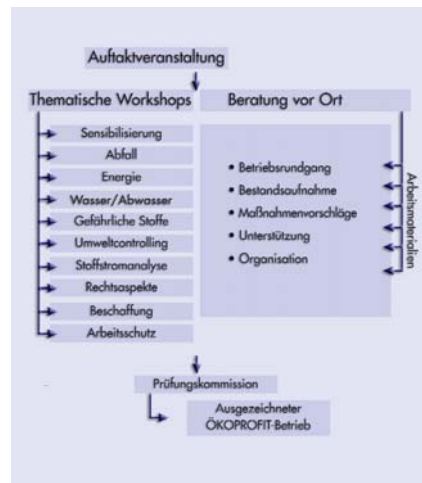 Auftaktveranstaltung
Thematische Workshops
Beratung vor Ort
Sensibilisierung
Abfall
Energie
Wasser/Abwasser
Gefährliche Stoffe
Umweltcontrolling
Stoffstromanalyse
Rechtsaspekte
Beschaffung
Arbeitsschutz
• Betriebsrundgang
• Bestandsaufnahme
• Maßnahmenvorschläge
• Unterstützung
• Organisation
Arbeitsmaterialien
Prüfungskommission
Ausgezeichneter
ÖKOPROFIT-Betrieb